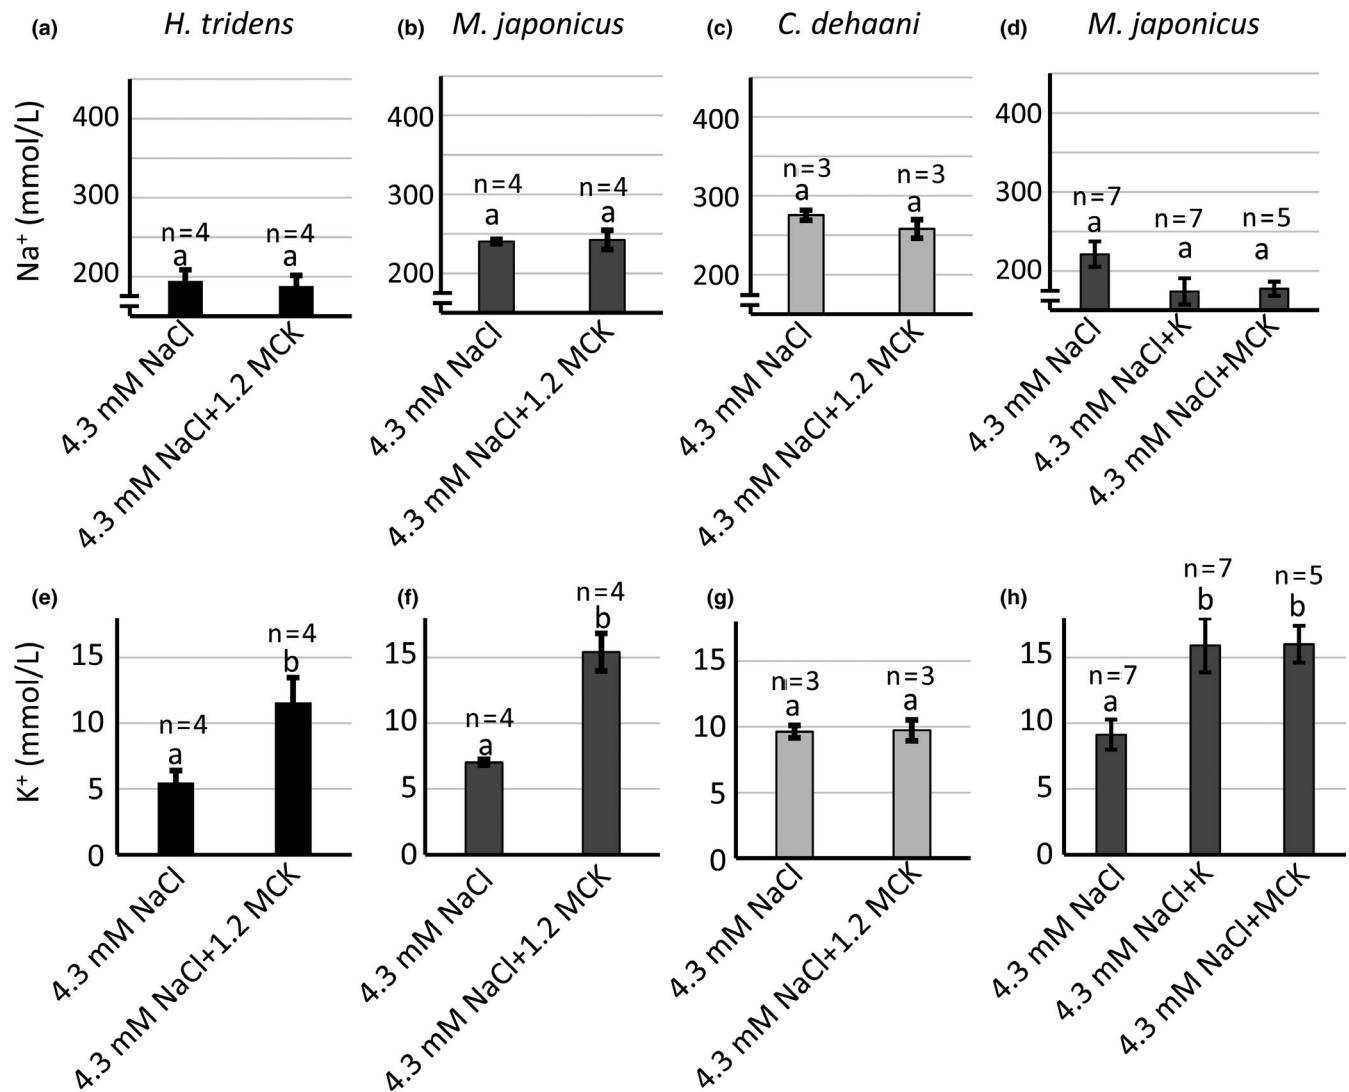 (a) H. tridens (b) M. japonicus (c) C. dehaani (d) M. japonicus
Na⁺ (mmol/L)
400
300
200
n=4
a
n=4
a
4.3 mM NaCl
4.3 mM NaCl+1.2 MCK
400
300
200
n=4
a
n=4
a
4.3 mM NaCl
4.3 mM NaCl+1.2 MCK
400
300
200
n=3
a
n=3
a
4.3 mM NaCl
4.3 mM NaCl+1.2 MCK
400
300
200
n=7
a
n=7
a
n=5
a
4.3 mM NaCl
4.3 mM NaCl+K
4.3 mM NaCl+MCK
(e)
K⁺ (mmol/L)
15
10
5
0
n=4
a
n=4
b
4.3 mM NaCl
4.3 mM NaCl+1.2 MCK
(f)
15
10
5
0
n=4
a
n=4
b
4.3 mM NaCl
4.3 mM NaCl+1.2 MCK
(g)
15
10
5
0
n=3
a
n=3
a
4.3 mM NaCl
4.3 mM NaCl+1.2 MCK
(h)
15
10
5
0
n=7
a
n=7
b
n=5
b
4.3 mM NaCl
4.3 mM NaCl+K
4.3 mM NaCl+MCK